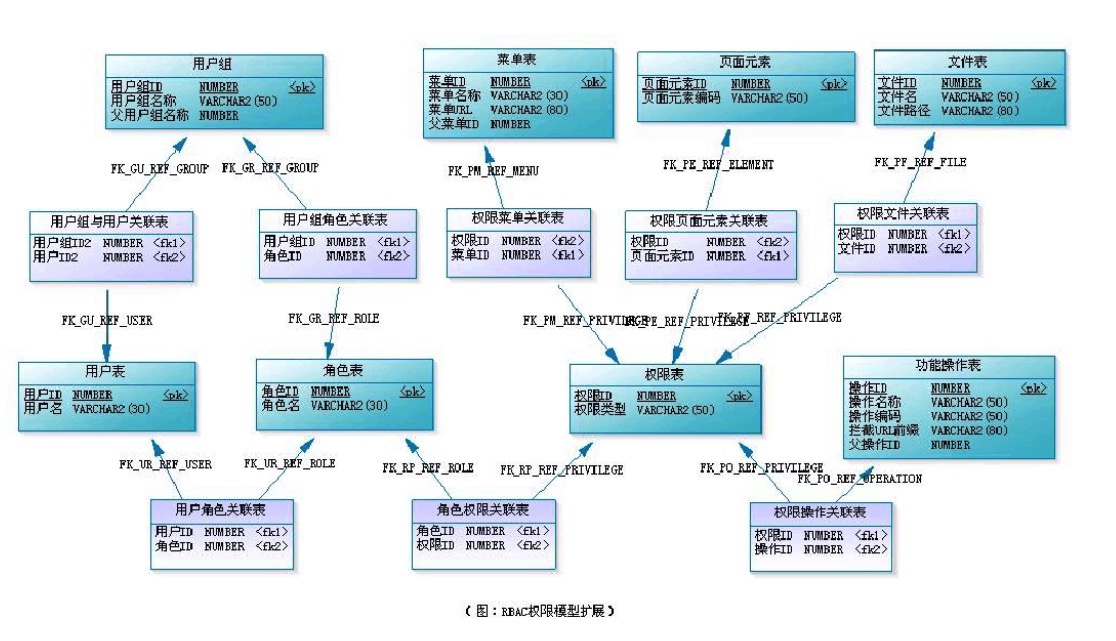 用户组
用户组ID NUMBER <pk>
用户组名称 VARCHAR2(50)
父用户组名称 NUMBER
菜单表
菜单ID NUMBER <pk>
菜单名称 VARCHAR2(30)
菜单URL VARCHAR2(80)
父菜单ID NUMBER
页面元素
页面元素ID NUMBER <pk>
页面元素编码 VARCHAR2(50)
文件表
文件ID NUMBER <pk>
文件名 VARCHAR2(50)
文件路径 VARCHAR2(80)
FK_GU_REF_GROUP
FK_GR_REF_GROUP
FK_PM_REF_MENU
FK_PE_REF_ELEMENT
FK_PF_REF_FILE
用户组与用户关联表
用户组ID2 NUMBER <fk1>
用户ID2 NUMBER <fk2>
用户组角色关联表
用户组ID NUMBER <fk1>
角色ID NUMBER <fk2>
权限菜单关联表
权限ID NUMBER <fk2>
菜单ID NUMBER <fk1>
权限页面元素关联表
权限ID NUMBER <fk2>
页面元素ID NUMBER <fk1>
权限文件关联表
权限ID NUMBER <fk1>
文件ID NUMBER <fk2>
FK_GU_REF_USER
FK_GR_REF_ROLE
FK_PM_REF_PRIVILEGE
FK_PE_REF_PRIVILEGE
FK_PF_REF_PRIVILEGE
用户表
用户ID NUMBER <pk>
用户名 VARCHAR2(30)
角色表
角色ID NUMBER <pk>
角色名 VARCHAR2(30)
权限表
权限ID NUMBER <pk>
权限类型 VARCHAR2(50)
功能操作表
操作ID NUMBER <pk>
操作名称 VARCHAR2(50)
操作编码 VARCHAR2(50)
拦截URL前缀 VARCHAR2(80)
父操作ID NUMBER
FK_UR_REF_USER
FK_UR_REF_ROLE
FK_RP_REF_ROLE
FK_RP_REF_PRIVILEGE
FK_PO_REF_PRIVILEGE
FK_PO_REF_OPERATION
用户角色关联表
用户ID NUMBER <fk1>
角色ID NUMBER <fk2>
角色权限关联表
角色ID NUMBER <fk1>
权限ID NUMBER <fk2>
权限操作关联表
权限ID NUMBER <fk1>
操作ID NUMBER <fk2>
(图:RBAC权限模型扩展)